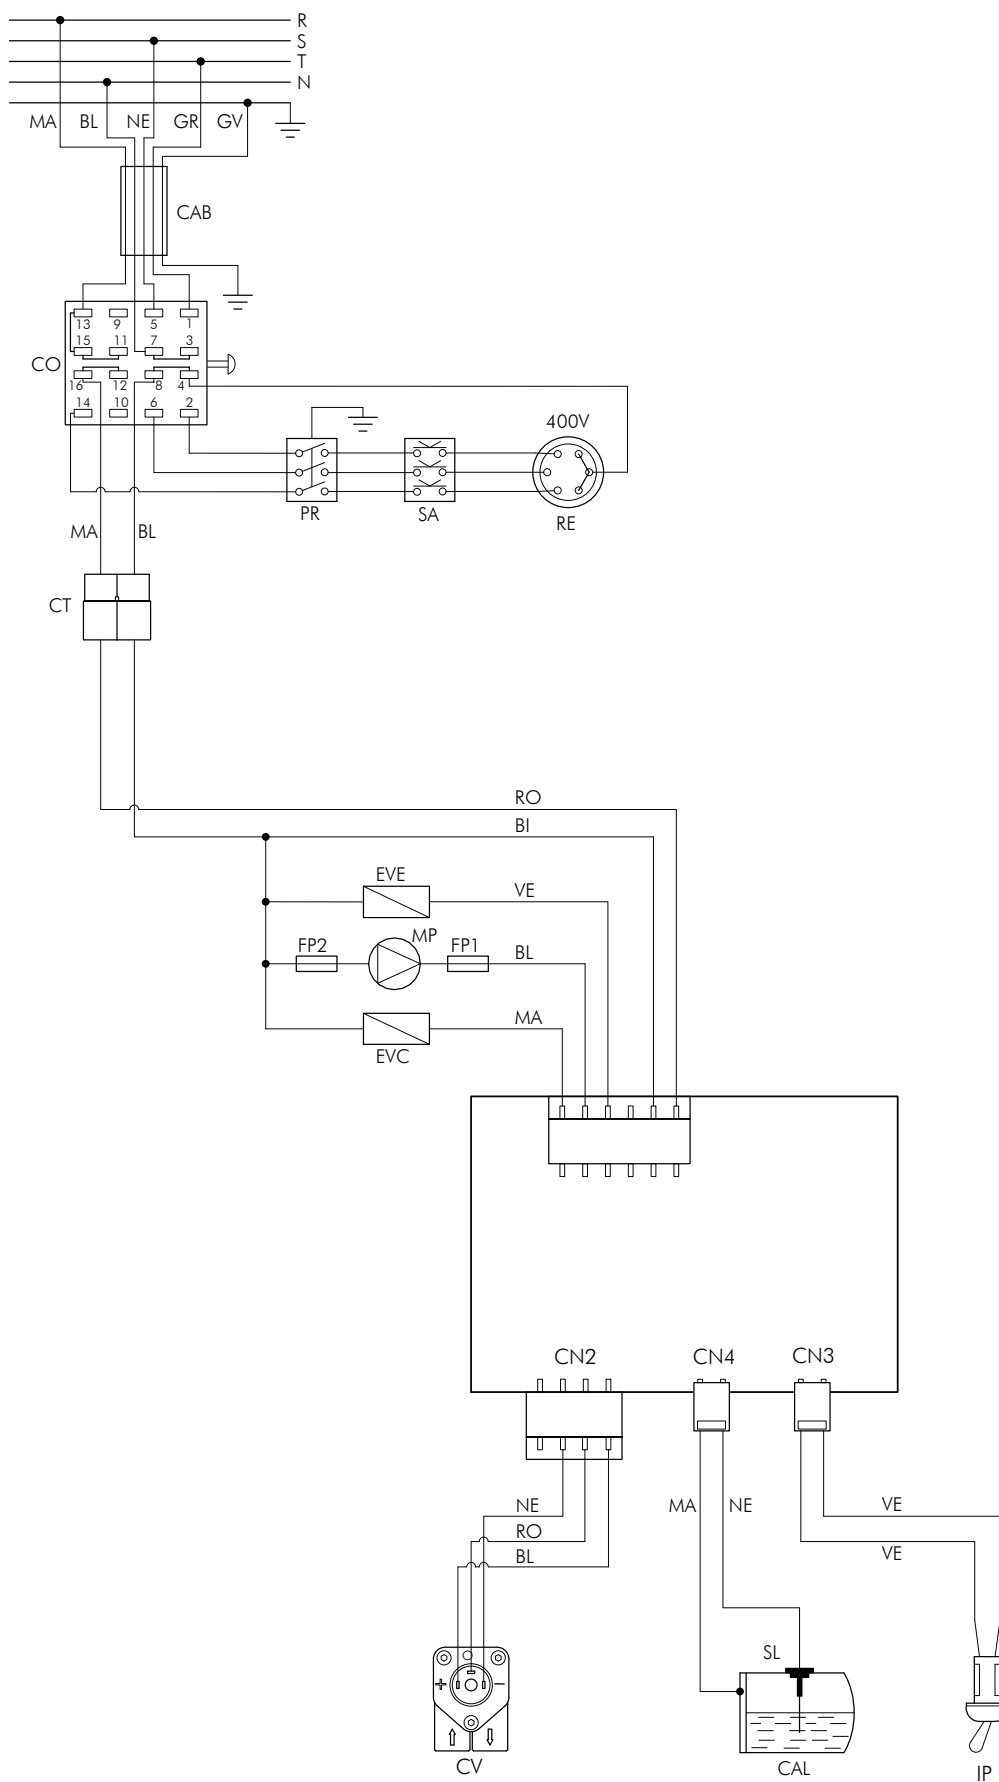 R
S
T
N
MA BL NE GR GV
CAB
13 9 5 1
15 11 7 3
CO
16 12 8 4
14 10 6 2
400V
PR SA RE
MA BL
CT
RO
BI
EVE VE
FP2 MP FP1 BL
MA
EVC
CN2 CN4 CN3
NE MA NE VE
RO
BL VE
SL
+ −
CV CAL IP